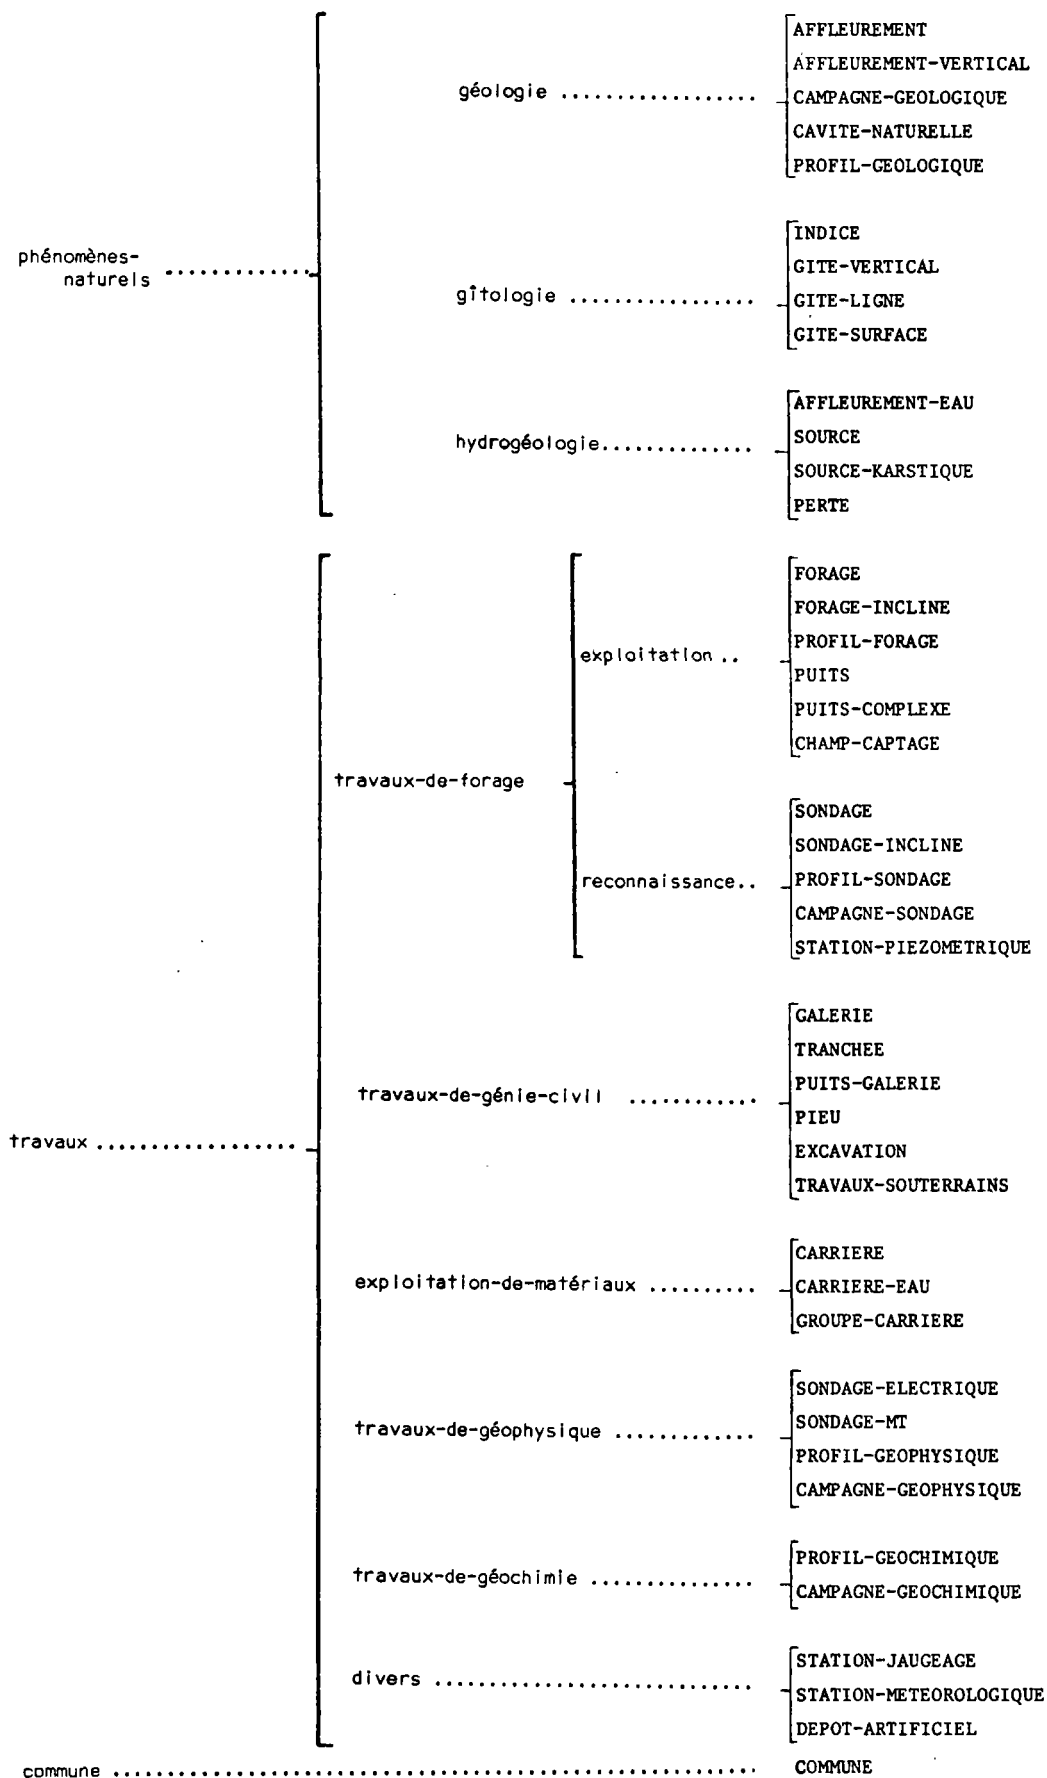 AFFLEUREMENT
AFFLEUREMENT-VERTICAL
géologie ..................
CAMPAGNE-GEOLOGIQUE
CAVITE-NATURELLE
PROFIL-GEOLOGIQUE
phénomènes-
naturels .............
INDICE
GITE-VERTICAL
gîtologie .................
GITE-LIGNE
GITE-SURFACE
AFFLEUREMENT-EAU
hydrogéologie..............
SOURCE
SOURCE-KARSTIQUE
PERTE
FORAGE
FORAGE-INCLINE
PROFIL-FORAGE
exploitation ..
PUITS
PUITS-COMPLEXE
CHAMP-CAPTAGE
travaux-de-forage
SONDAGE
SONDAGE-INCLINE
reconnaissance..
PROFIL-SONDAGE
CAMPAGNE-SONDAGE
STATION-PIEZOMETRIQUE
GALERIE
TRANCHEE
travaux-de-génie-civil ............
PUITS-GALERIE
PIEU
EXCAVATION
TRAVAUX-SOUTERRAINS
travaux .................
CARRIERE
exploitation-de-matériaux ..........
CARRIERE-EAU
GROUPE-CARRIERE
SONDAGE-ELECTRIQUE
travaux-de-géophysique .............
SONDAGE-MT
PROFIL-GEOPHYSIQUE
CAMPAGNE-GEOPHYSIQUE
travaux-de-géochimie ...............
PROFIL-GEOCHIMIQUE
CAMPAGNE-GEOCHIMIQUE
divers .............................
STATION-JAUGEAGE
STATION-METEOROLOGIQUE
DEPOT-ARTIFICIEL
commune ........................................................... COMMUNE